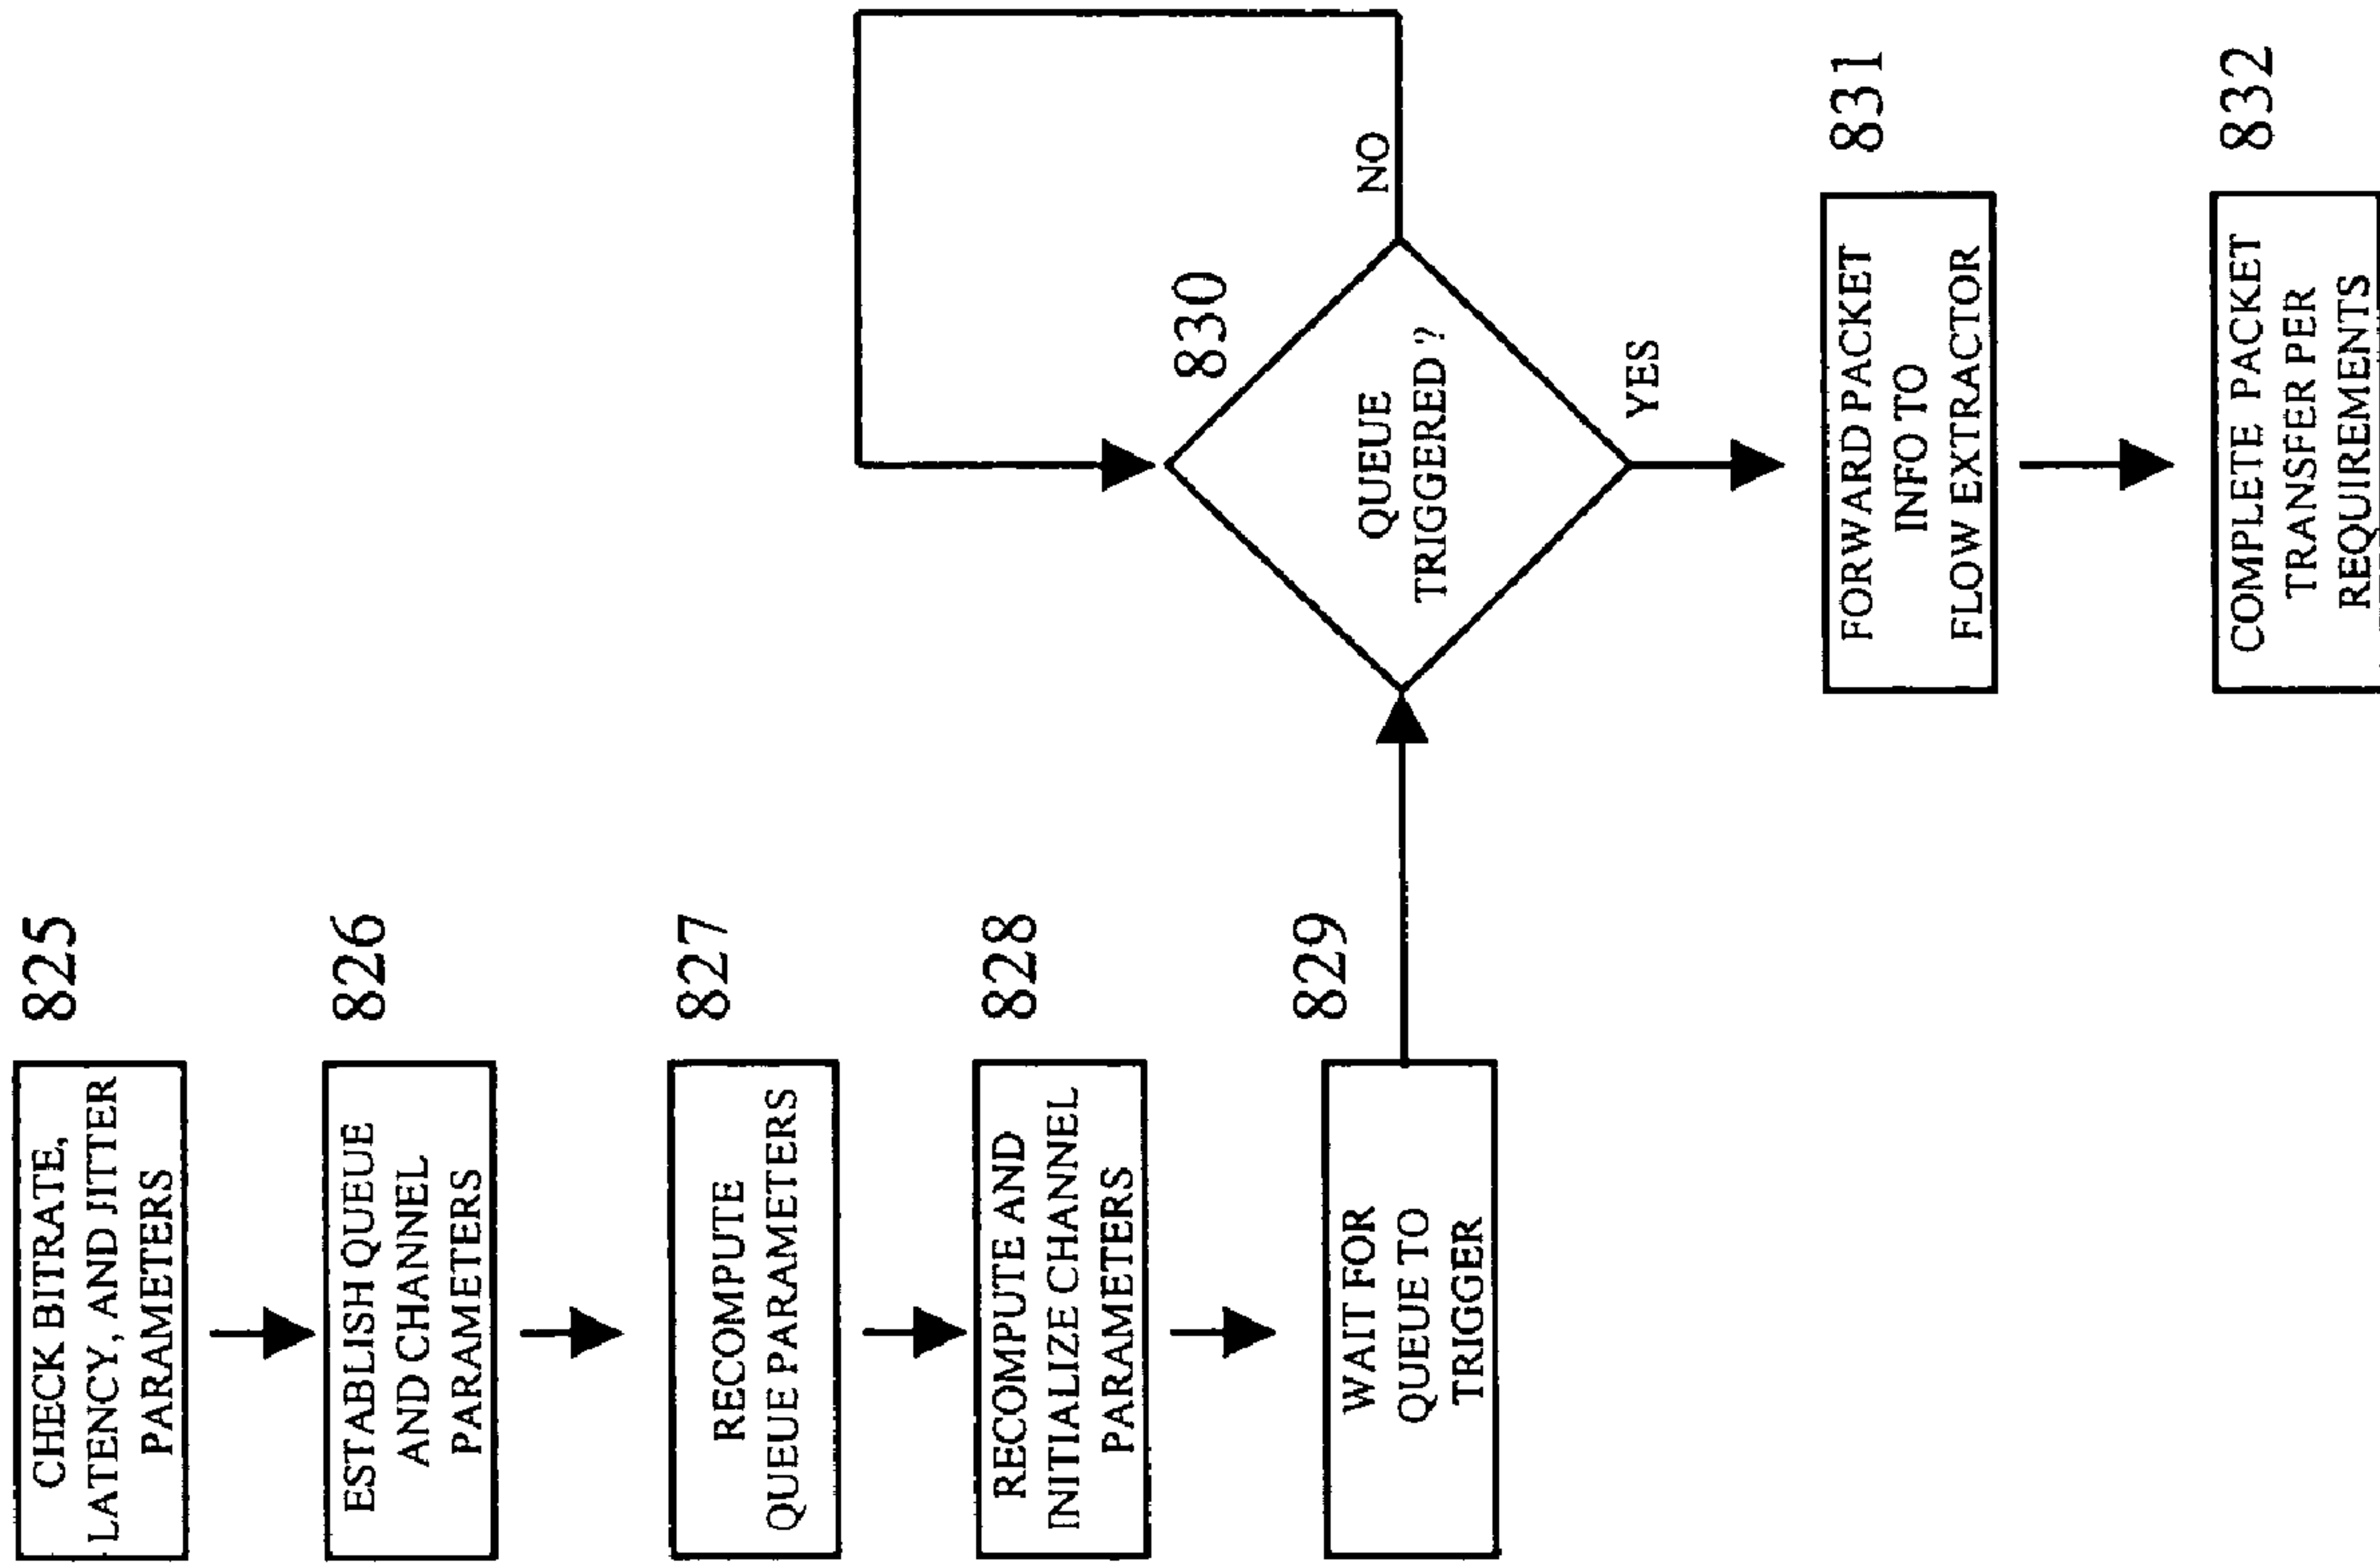 825
CHECK BITRATE,
LATENCY, AND JITTER
PARAMETERS
826
ESTABLISH QUEUE
AND CHANNEL
PARAMETERS
827
RECOMPUTE
QUEUE PARAMETERS
828
RECOMPUTE AND
INITIALIZE CHANNEL
PARAMETERS
829
WAIT FOR
QUEUE TO
TRIGGER
830
QUEUE
TRIGGERED ?
NO
YES
831
FORWARD PACKET
INFO TO
FLOW EXTRACTOR
832
COMPLETE PACKET
TRANSFER PER
REQUIREMENTS